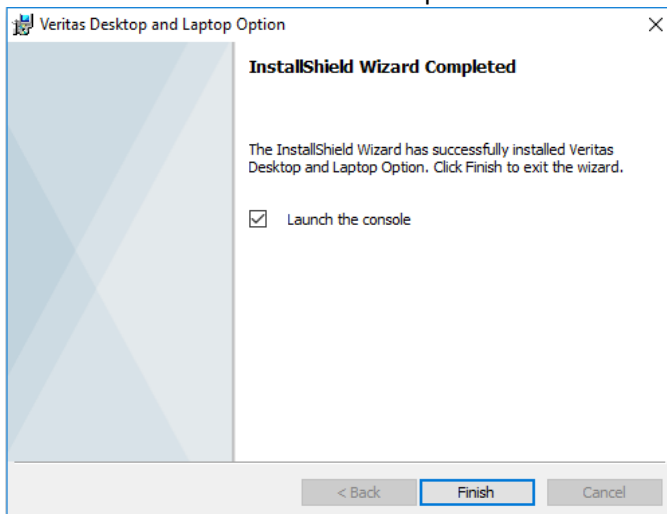 Veritas Desktop and Laptop Option
InstallShield Wizard Completed
The InstallShield Wizard has successfully installed Veritas
Desktop and Laptop Option. Click Finish to exit the wizard.
Launch the console
< Back
Finish
Cancel